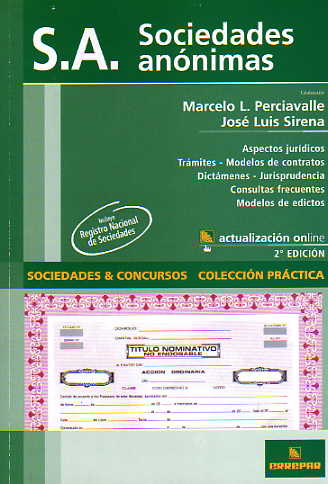 S.A. Sociedades
anónimas
Marcelo L. Perciavalle
José Luis Sirena
Aspectos jurídicos
Trámites - Modelos de contratos
Dictámenes - Jurisprudencia
Consultas frecuentes
Modelos de edictos
Incluye
Registro Nacional
de Sociedades
actualización online
2ª EDICIÓN
SOCIEDADES & CONCURSOS COLECCIÓN PRÁCTICA
TITULO NOMINATIVO
NO ENDOSABLE
ACCION ORDINARIA
CLASE
ERREPAR